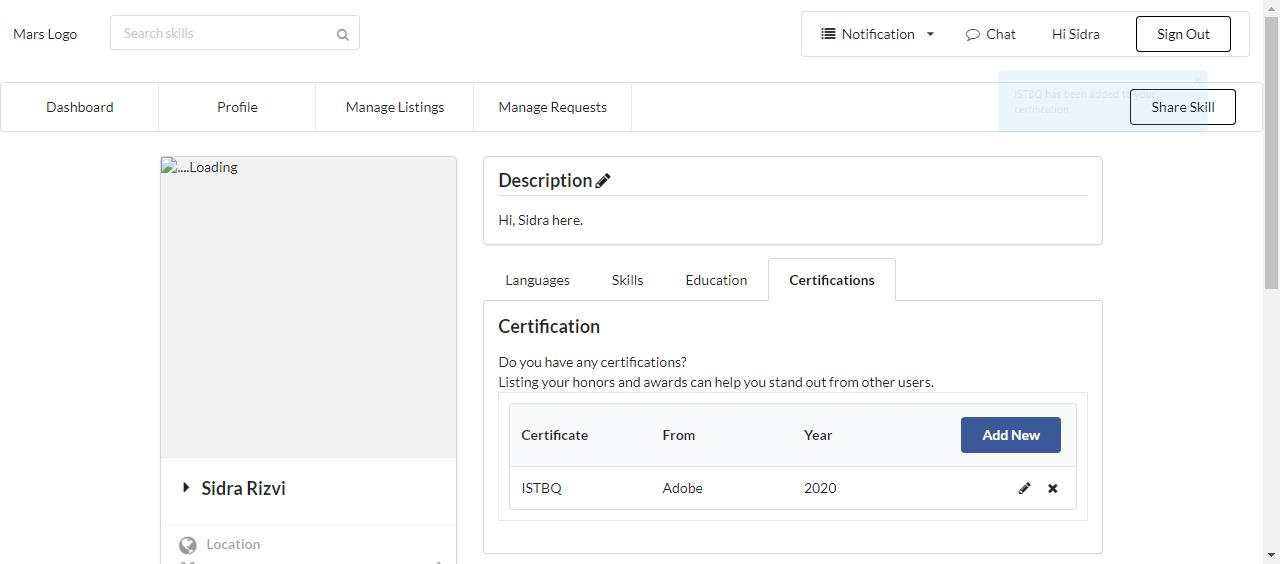 Mars Logo
Search skills
Notification
Chat
Hi Sidra
Sign Out
Dashboard
Profile
Manage Listings
Manage Requests
ISTBQ has been added to your
certification
Share Skill
....Loading
Description
Hi, Sidra here.
Languages
Skills
Education
Certifications
Certification
Do you have any certifications?
Listing your honors and awards can help you stand out from other users.
Certificate
From
Year
Add New
ISTBQ
Adobe
2020
Sidra Rizvi
Location